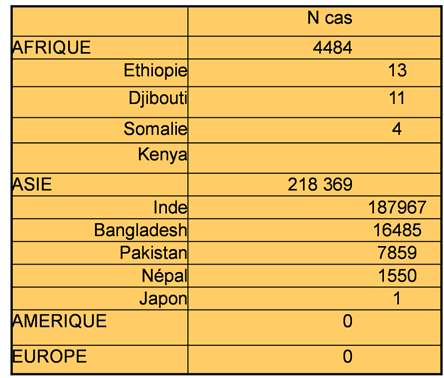 N cas
AFRIQUE 4484
Ethiopie 13
Djibouti 11
Somalie 4
Kenya
ASIE 218 369
Inde 187967
Bangladesh 16485
Pakistan 7859
Népal 1550
Japon 1
AMERIQUE 0
EUROPE 0